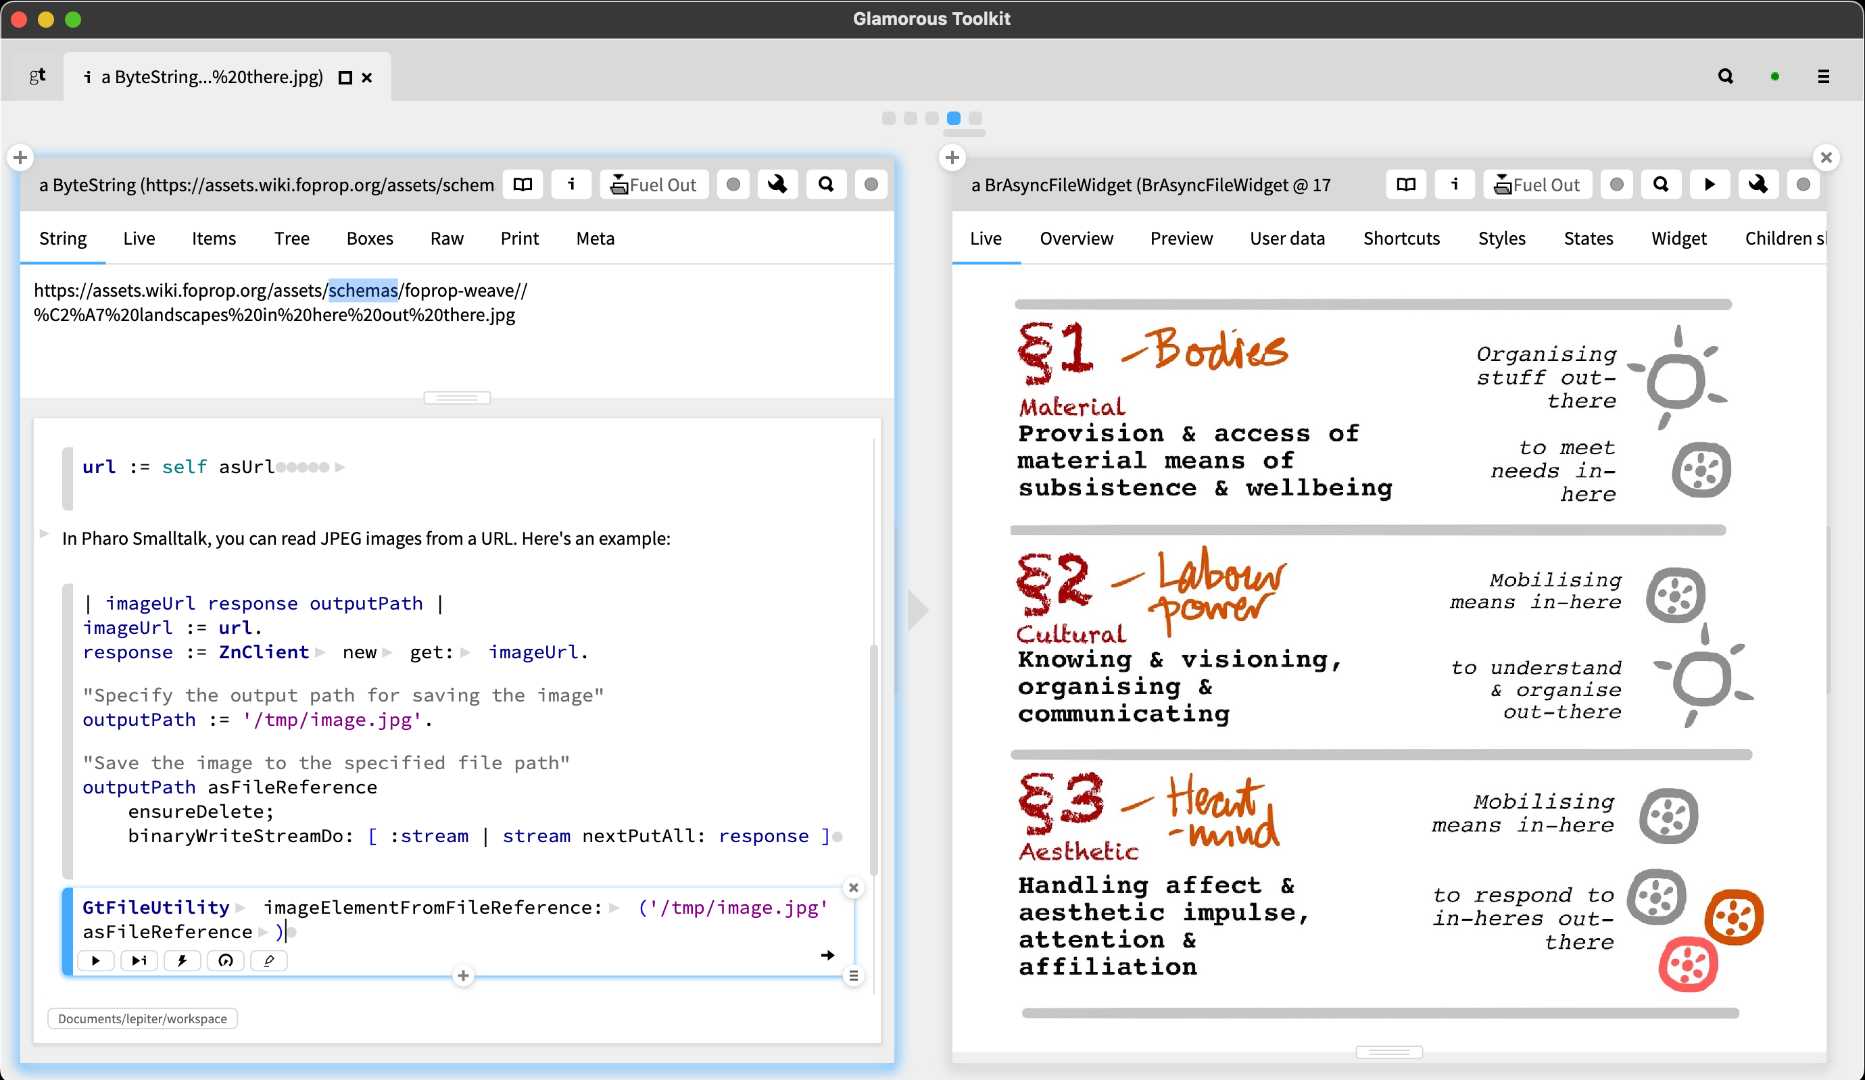 Glamorous Toolkit
gt
i a ByteString...%20there.jpg)
a ByteString (https://assets.wiki.foprop.org/assets/schem
i
Fuel Out
String Live Items Tree Boxes Raw Print Meta
https://assets.wiki.foprop.org/assets/schemas/foprop-weave//
%C2%A7%20landscapes%20in%20here%20out%20there.jpg
url := self asUrl
In Pharo Smalltalk, you can read JPEG images from a URL. Here's an example:
| imageUrl response outputPath |
imageUrl := url.
response := ZnClient new get: imageUrl.
"Specify the output path for saving the image"
outputPath := '/tmp/image.jpg'.
"Save the image to the specified file path"
outputPath asFileReference
ensureDelete;
binaryWriteStreamDo: [ :stream | stream nextPutAll: response ]
GtFileUtility imageElementFromFileReference: ('/tmp/image.jpg'
asFileReference )
i
Documents/lepiter/workspace
a BrAsyncFileWidget (BrAsyncFileWidget @ 17
i
Fuel Out
Live Overview Preview User data Shortcuts Styles States Widget Children sl
§1 - Bodies
Material
Provision & access of
material means of
subsistence & wellbeing
Organising
stuff out-
there
to meet
needs in-
here
§2 - Labour
power
Cultural
Knowing & visioning,
organising &
communicating
Mobilising
means in-here
to understand
& organise
out-there
§3 - Heart
-mind
Aesthetic
Handling affect &
aesthetic impulse,
attention &
affiliation
Mobilising
means in-here
to respond to
in-heres out-
there